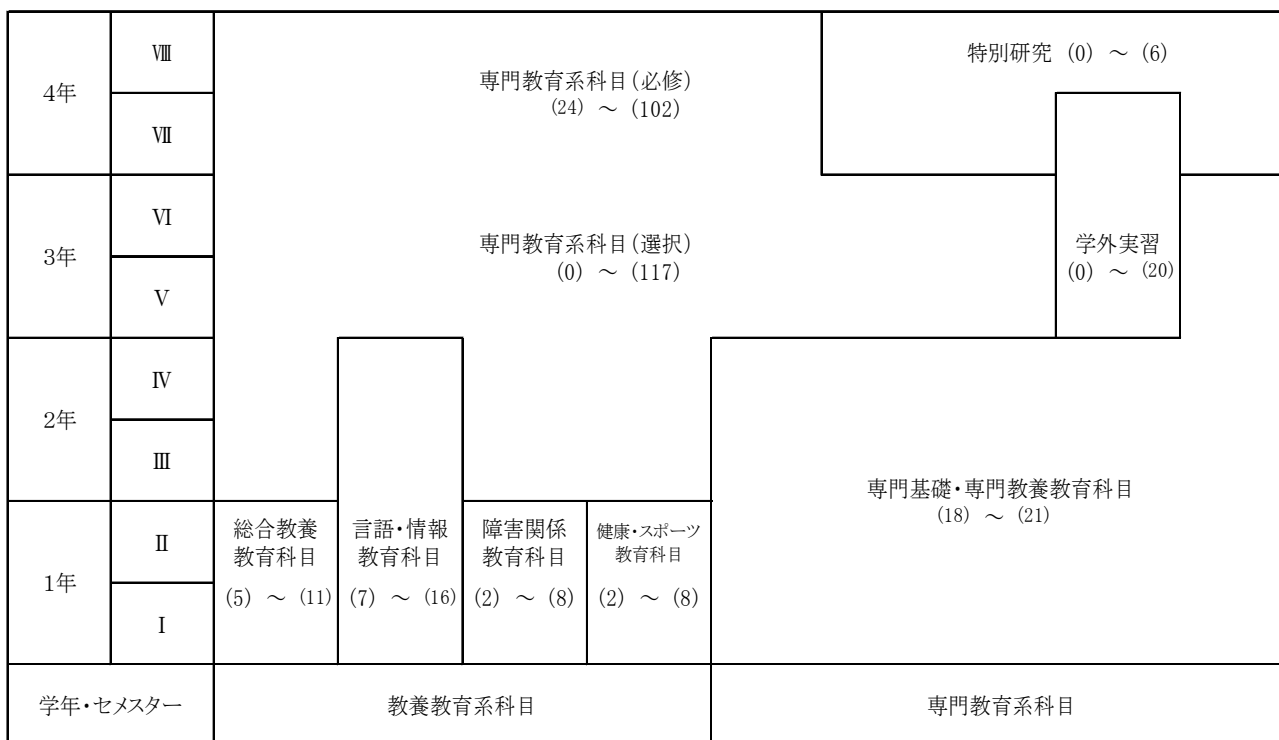 4年
Ⅷ
Ⅶ
専門教育系科目(必修)
(24) ～ (102)
特別研究 (0) ～ (6)
3年
Ⅵ
Ⅴ
専門教育系科目(選択)
(0) ～ (117)
学外実習
(0) ～ (20)
2年
Ⅳ
Ⅲ
1年
Ⅱ
Ⅰ
総合教養
教育科目
(5) ～ (11)
言語・情報
教育科目
(7) ～ (16)
障害関係
教育科目
(2) ～ (8)
健康・スポーツ
教育科目
(2) ～ (8)
専門基礎・専門教養教育科目
(18) ～ (21)
学年・セメスター
教養教育系科目
専門教育系科目